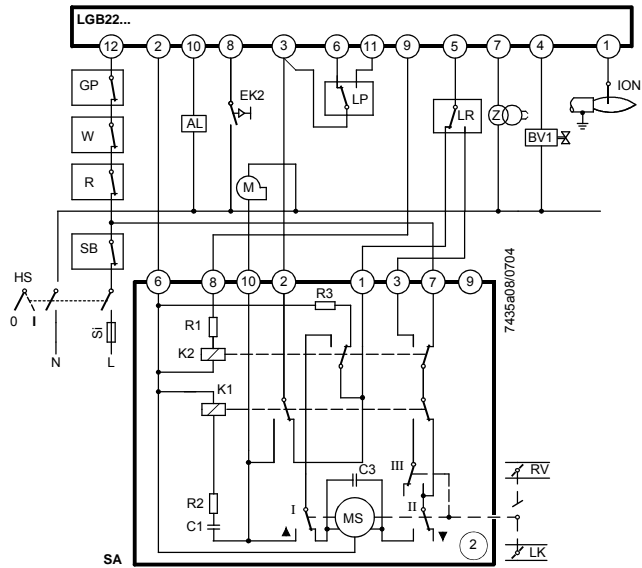 LGB22...
12 2 10 8 3 6 11 9 5 7 4 1
GP
EK2
LP
LR
Z
ION
W
AL
BV1
R
M
SB
HS
0 I
Si
N L
6 8 10 2 1 3 7 9
7435a08/0704
R3
R1
K2
K1
C3
III
RV
R2
I
MS
II
C1
2
SA
LK